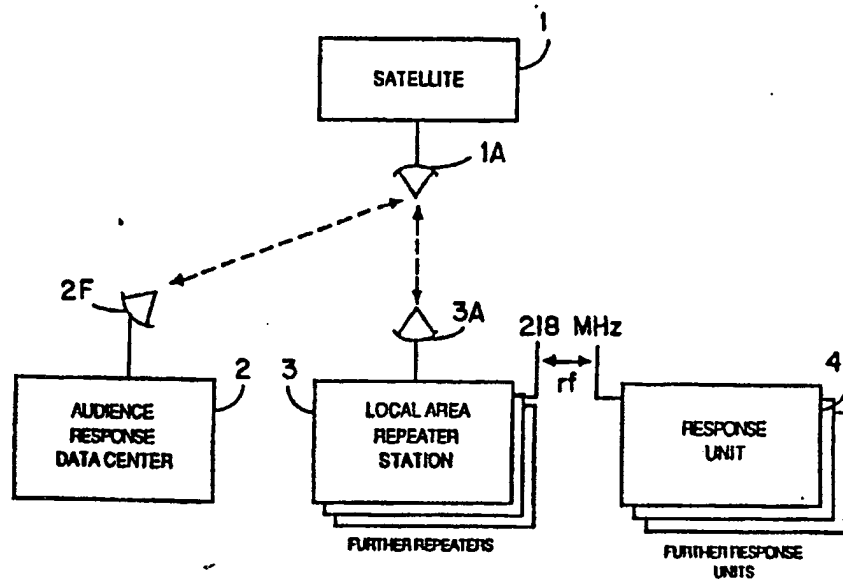 1
SATELLITE
1A
2F
3A
218 MHz
rf
2
AUDIENCE
RESPONSE
DATA CENTER
3
LOCAL AREA
REPEATER
STATION
4
RESPONSE
UNIT
FURTHER REPEATERS
FURTHER RESPONSE
UNITS